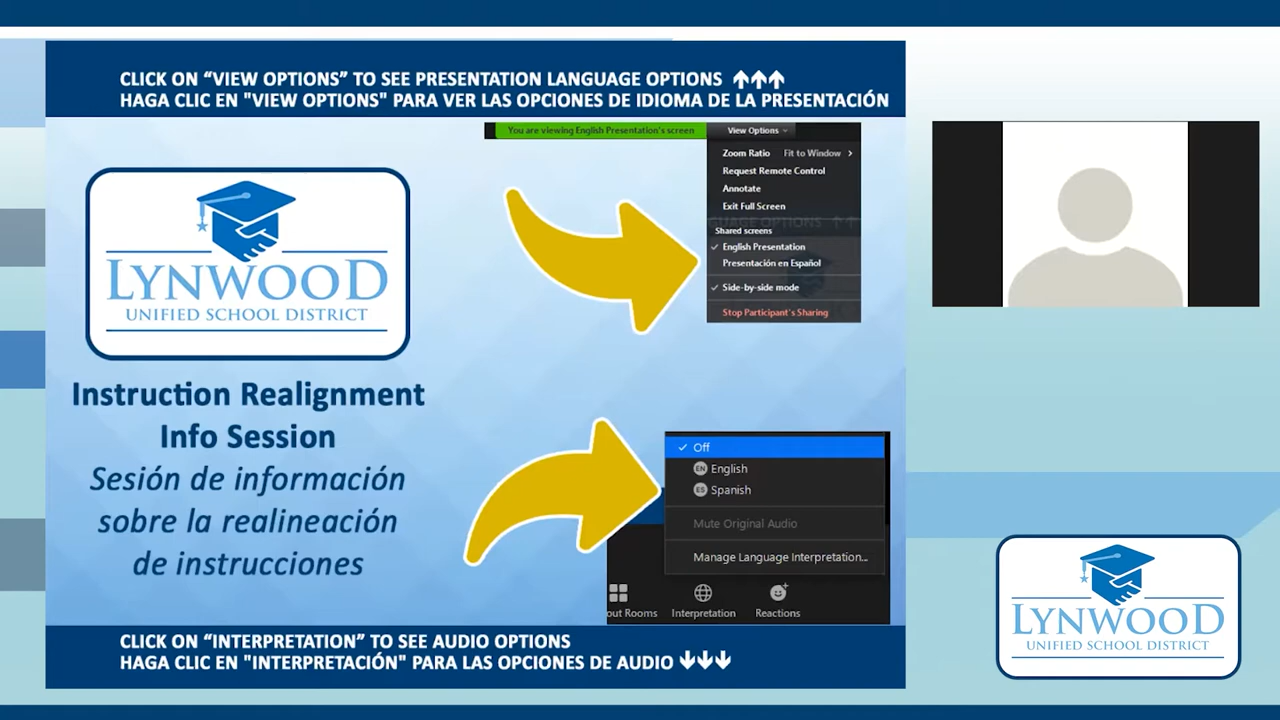 CLICK ON “VIEW OPTIONS” TO SEE PRESENTATION LANGUAGE OPTIONS
HAGA CLIC EN "VIEW OPTIONS" PARA VER LAS OPCIONES DE IDIOMA DE LA PRESENTACIÓN
You are viewing English Presentation's screen
View Options
Zoom Ratio Fit to Window
Request Remote Control
Annotate
Exit Full Screen
Shared screens
English Presentation
Presentación en Español
Side-by-side mode
Stop Participant's Sharing
LYNWOOD
UNIFIED SCHOOL DISTRICT
Instruction Realignment
Info Session
Sesión de información
sobre la realineación
de instrucciones
Off
EN English
ES Spanish
Mute Original Audio
Manage Language Interpretation...
out Rooms Interpretation Reactions
CLICK ON “INTERPRETATION” TO SEE AUDIO OPTIONS
HAGA CLIC EN "INTERPRETACIÓN" PARA LAS OPCIONES DE AUDIO
LYNWOOD
UNIFIED SCHOOL DISTRICT